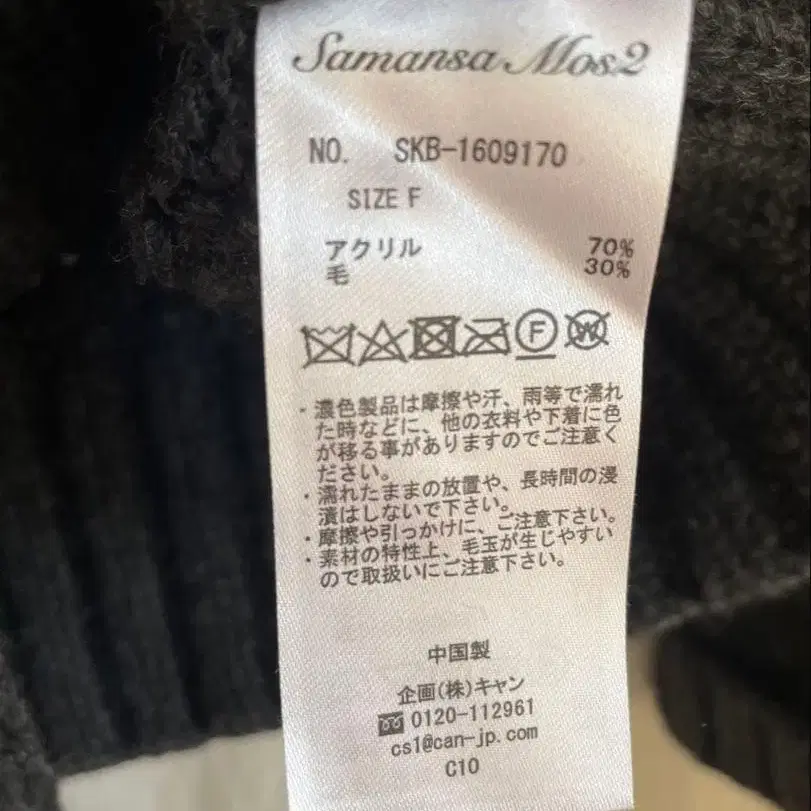 Samansa Mos2
NO. SKB-1609170
SIZE F
アクリル 70%
毛 30%
F W
・濃色製品は摩擦や汗、雨等で濡れ
た時などに、他の衣料や下着に色
が移る事がありますのでご注意く
ださい。
・濡れたままの放置や、長時間の浸
漬はしないで下さい。
・摩擦や引っかけに、ご注意下さい。
・素材の特性上、毛玉が生じやすい
ので取扱いにご注意下さい。
中国製
企画(株)キャン
0120-112961
cs1@can-jp.com
C10